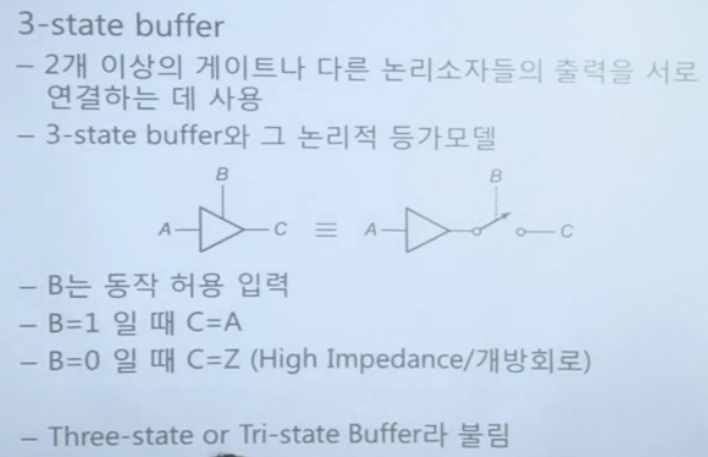 3-state buffer
– 2개 이상의 게이트나 다른 논리소자들의 출력을 서로
연결하는 데 사용
– 3-state buffer와 그 논리적 등가모델
B B
A C ≡ A C
– B는 동작 허용 입력
– B=1 일 때 C=A
– B=0 일 때 C=Z (High Impedance/개방회로)
– Three-state or Tri-state Buffer라 불림